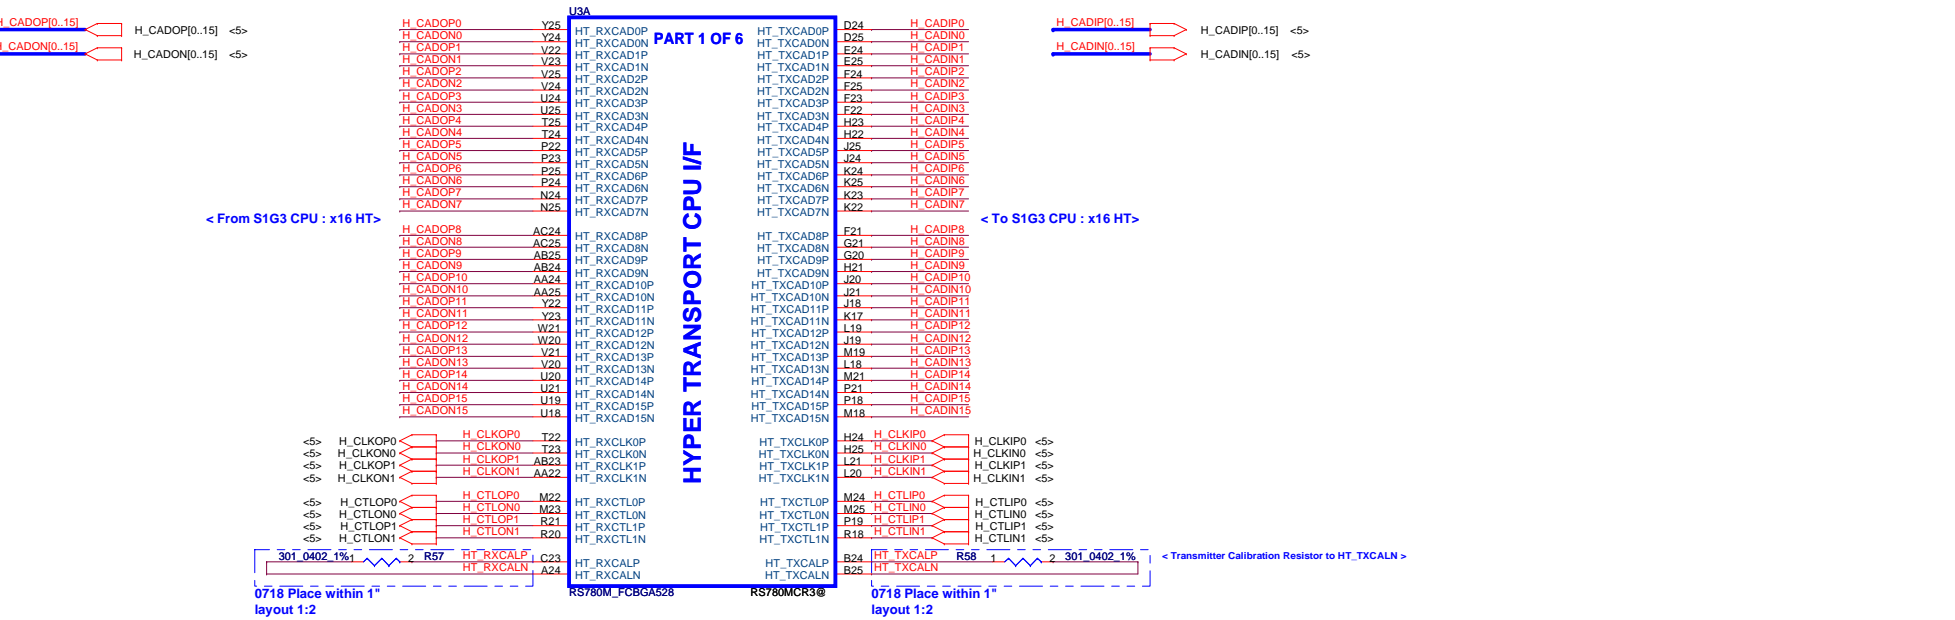 U3A
H_CADOP[0..15] H_CADOP[0..15] <5>
H_CADON[0..15] H_CADON[0..15] <5>
H_CADIP[0..15] H_CADIP[0..15] <5>
H_CADIN[0..15] H_CADIN[0..15] <5>
PART 1 OF 6
HYPER TRANSPORT CPU I/F
< From S1G3 CPU : x16 HT>
< To S1G3 CPU : x16 HT>
H_CADOP0 Y25 HT_RXCAD0P HT_TXCAD0P D24 H_CADIP0
H_CADON0 Y24 HT_RXCAD0N HT_TXCAD0N D25 H_CADIN0
H_CADOP1 V22 HT_RXCAD1P HT_TXCAD1P E24 H_CADIP1
H_CADON1 V23 HT_RXCAD1N HT_TXCAD1N E25 H_CADIN1
H_CADOP2 V25 HT_RXCAD2P HT_TXCAD2P F24 H_CADIP2
H_CADON2 V24 HT_RXCAD2N HT_TXCAD2N F25 H_CADIN2
H_CADOP3 U24 HT_RXCAD3P HT_TXCAD3P F23 H_CADIP3
H_CADON3 U25 HT_RXCAD3N HT_TXCAD3N F22 H_CADIN3
H_CADOP4 T25 HT_RXCAD4P HT_TXCAD4P H23 H_CADIP4
H_CADON4 T24 HT_RXCAD4N HT_TXCAD4N H22 H_CADIN4
H_CADOP5 P22 HT_RXCAD5P HT_TXCAD5P J25 H_CADIP5
H_CADON5 P23 HT_RXCAD5N HT_TXCAD5N J24 H_CADIN5
H_CADOP6 P25 HT_RXCAD6P HT_TXCAD6P K24 H_CADIP6
H_CADON6 P24 HT_RXCAD6N HT_TXCAD6N K25 H_CADIN6
H_CADOP7 N24 HT_RXCAD7P HT_TXCAD7P K23 H_CADIP7
H_CADON7 N25 HT_RXCAD7N HT_TXCAD7N K22 H_CADIN7
H_CADOP8 AC24 HT_RXCAD8P HT_TXCAD8P F21 H_CADIP8
H_CADON8 AC25 HT_RXCAD8N HT_TXCAD8N G21 H_CADIN8
H_CADOP9 AB25 HT_RXCAD9P HT_TXCAD9P G20 H_CADIP9
H_CADON9 AB24 HT_RXCAD9N HT_TXCAD9N H21 H_CADIN9
H_CADOP10 AA24 HT_RXCAD10P HT_TXCAD10P J20 H_CADIP10
H_CADON10 AA25 HT_RXCAD10N HT_TXCAD10N J21 H_CADIN10
H_CADOP11 Y22 HT_RXCAD11P HT_TXCAD11P J18 H_CADIP11
H_CADON11 Y23 HT_RXCAD11N HT_TXCAD11N K17 H_CADIN11
H_CADOP12 W21 HT_RXCAD12P HT_TXCAD12P L19 H_CADIP12
H_CADON12 W20 HT_RXCAD12N HT_TXCAD12N J19 H_CADIN12
H_CADOP13 V21 HT_RXCAD13P HT_TXCAD13P M19 H_CADIP13
H_CADON13 V20 HT_RXCAD13N HT_TXCAD13N L18 H_CADIN13
H_CADOP14 U20 HT_RXCAD14P HT_TXCAD14P M21 H_CADIP14
H_CADON14 U21 HT_RXCAD14N HT_TXCAD14N P21 H_CADIN14
H_CADOP15 U19 HT_RXCAD15P HT_TXCAD15P P18 H_CADIP15
H_CADON15 U18 HT_RXCAD15N HT_TXCAD15N M18 H_CADIN15
<5> H_CLKOP0 H_CLKOP0 T22 HT_RXCLK0P HT_TXCLK0P H24 H_CLKIP0 H_CLKIP0 <5>
<5> H_CLKON0 H_CLKON0 T23 HT_RXCLK0N HT_TXCLK0N H25 H_CLKIN0 H_CLKIN0 <5>
<5> H_CLKOP1 H_CLKOP1 AB23 HT_RXCLK1P HT_TXCLK1P L21 H_CLKIP1 H_CLKIP1 <5>
<5> H_CLKON1 H_CLKON1 AA22 HT_RXCLK1N HT_TXCLK1N L20 H_CLKIN1 H_CLKIN1 <5>
<5> H_CTLOP0 H_CTLOP0 M22 HT_RXCTL0P HT_TXCTL0P M24 H_CTLIP0 H_CTLIP0 <5>
<5> H_CTLON0 H_CTLON0 M23 HT_RXCTL0N HT_TXCTL0N M25 H_CTLIN0 H_CTLIN0 <5>
<5> H_CTLOP1 H_CTLOP1 R21 HT_RXCTL1P HT_TXCTL1P P19 H_CTLIP1 H_CTLIP1 <5>
<5> H_CTLON1 H_CTLON1 R20 HT_RXCTL1N HT_TXCTL1N R18 H_CTLIN1 H_CTLIN1 <5>
301_0402_1% 1 2 R57 HT_RXCALP C23 HT_RXCALP HT_TXCALP B24 HT_TXCALP R58 1 2 301_0402_1% < Transmitter Calibration Resistor to HT_TXCALN >
HT_RXCALN A24 HT_RXCALN HT_TXCALN B25 HT_TXCALN
RS780M_FCBGA528 RS780MCR3@
0718 Place within 1"
layout 1:2
0718 Place within 1"
layout 1:2